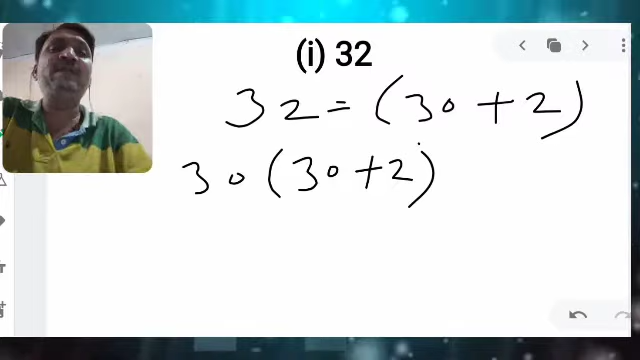 (i) 32
32 = (30 + 2)
30 (30 + 2)